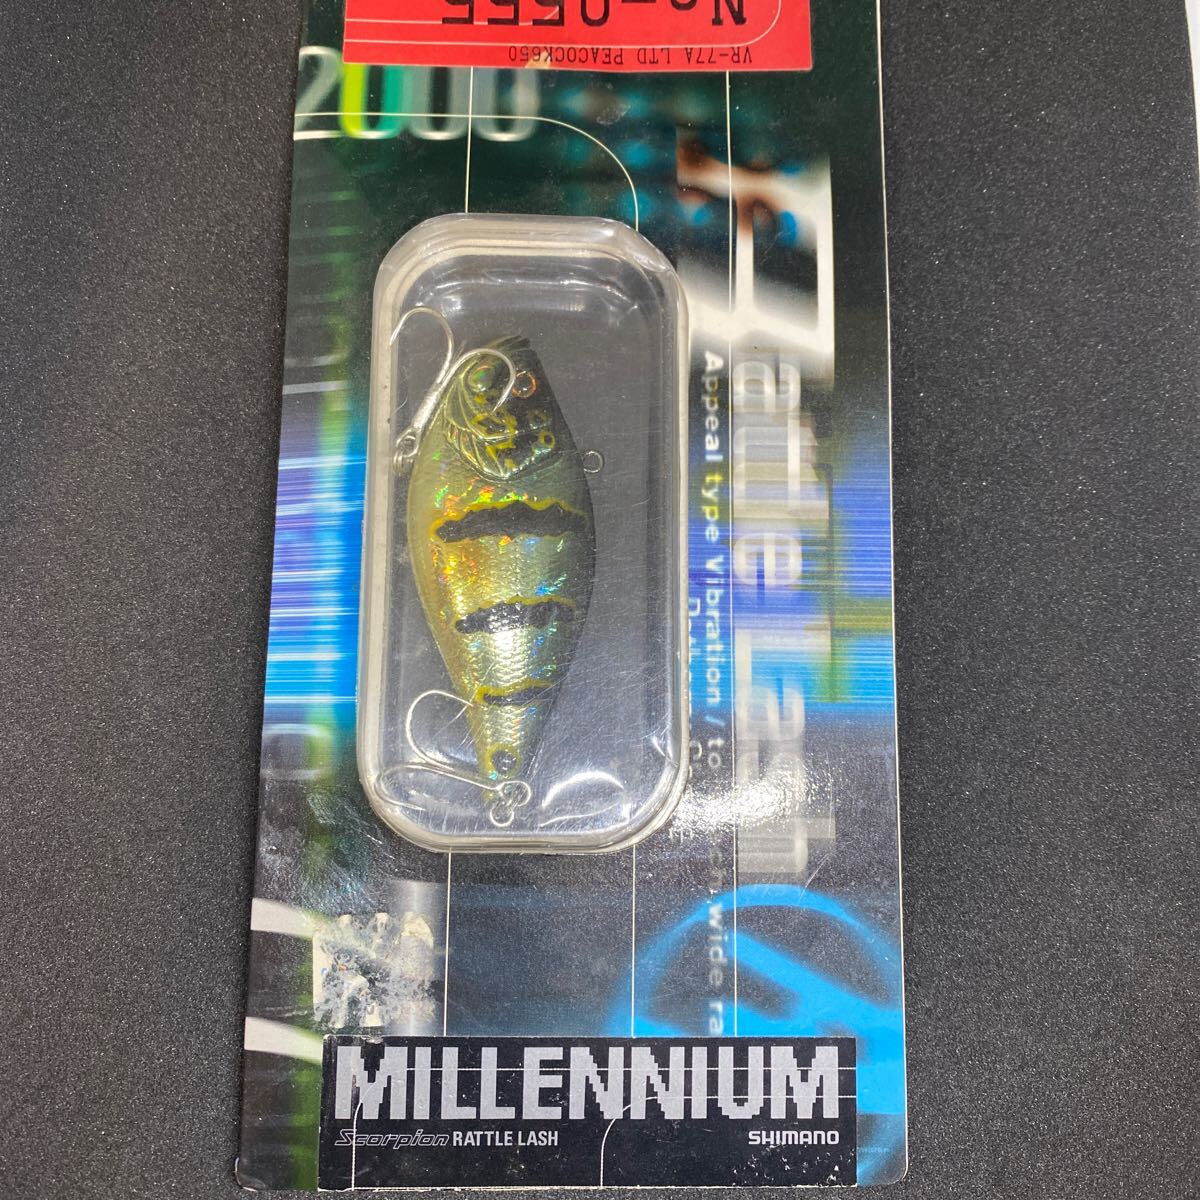 No-0555
VR-77A LTD PEACOCK650
2000
Rattle Lash
Appeal type Vibration / to
wide ra
MILLENNIUM
Scorpion RATTLE LASH
SHIMANO